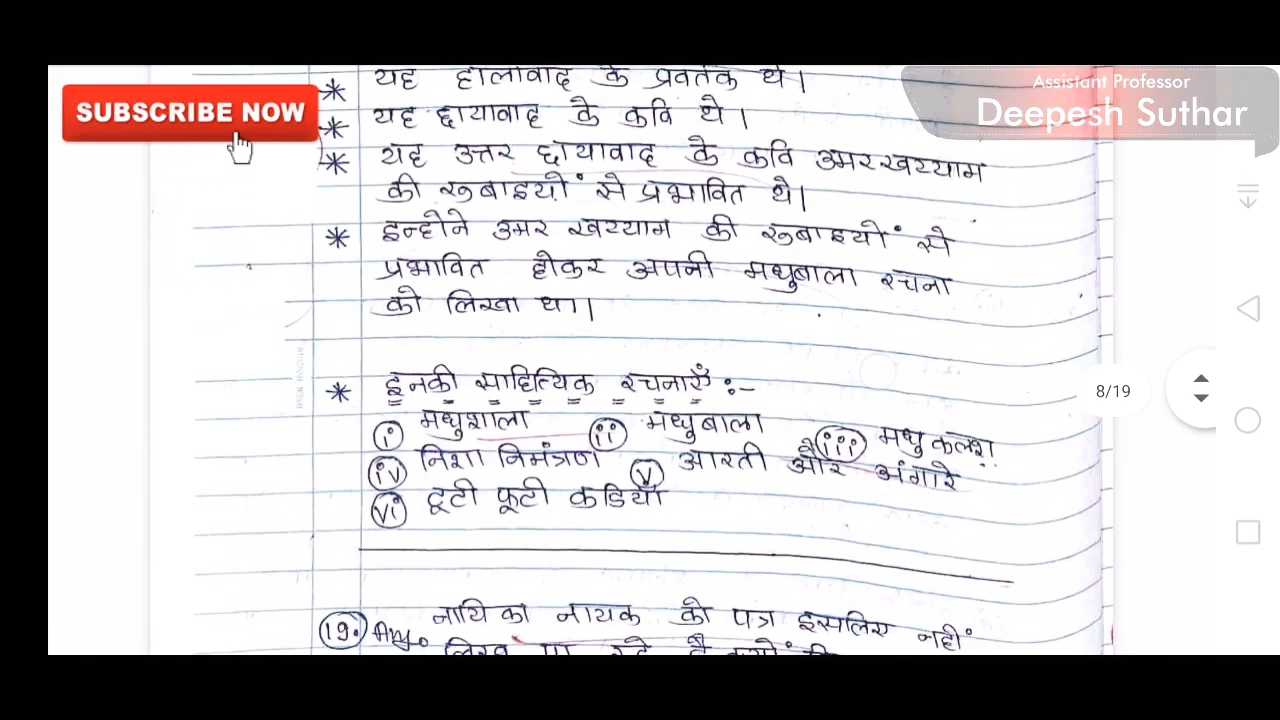 यह हालावाद के प्रवर्तक थे।
SUBSCRIBE NOW
Assistant Professor
Deepesh Suthar
* यह छायावाद के कवि थे।
* यह उत्तर छायावाद के कवि उमरखय्याम
की रुबाइयों से प्रभावित थे।
* इन्होने उमर खय्याम की रुबाइयों से
प्रभावित होकर अपनी मधुबाला रचना
को लिखा था।
* इनकी साहित्यिक रचनाएँ :-
(i) मधुशाला (ii) मधुबाला (iii) मधु कलश
(iv) निशा निमंत्रण (v) आरती और अंगारे
(vi) टूटी फूटी कडियाँ
8/19
19. Ans. नायिका नायक को पत्र इसलिए नहीं